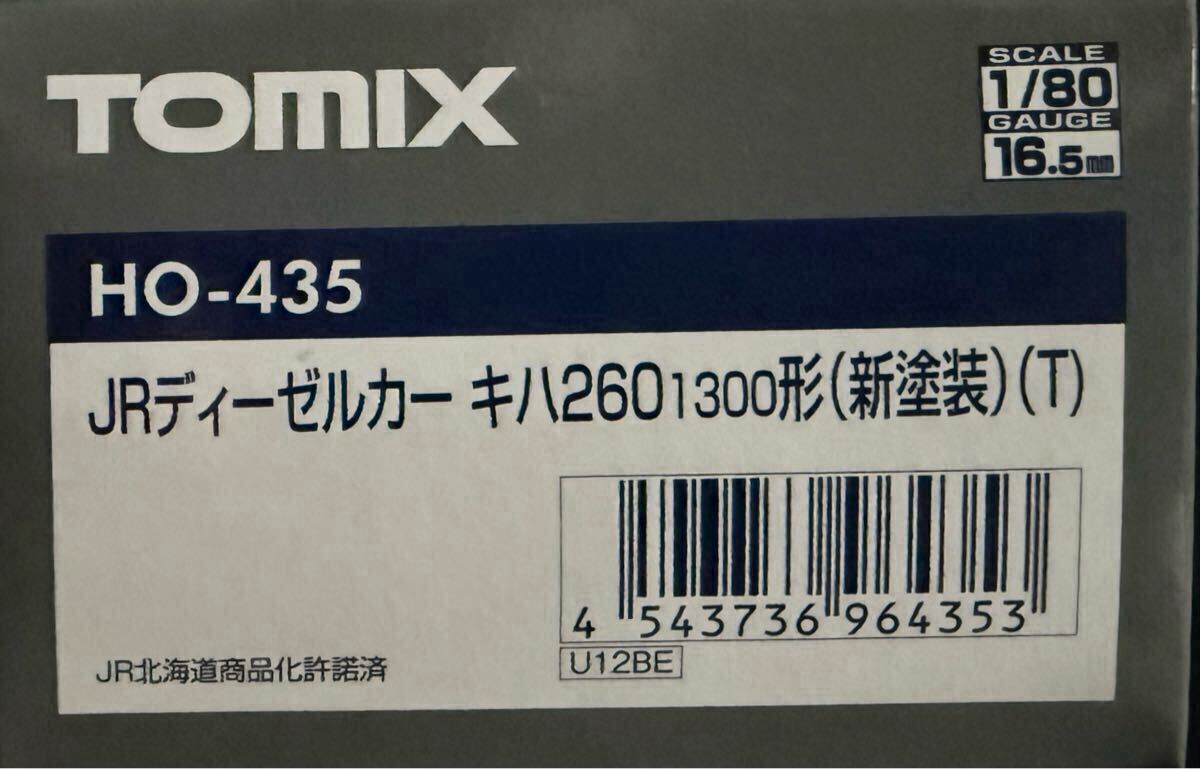 TOMIX
SCALE
1/80
GAUGE
16.5mm
HO-435
JRディーゼルカー キハ2601300形(新塗装)(T)
4 543736 964353
U12BE
JR北海道商品化許諾済